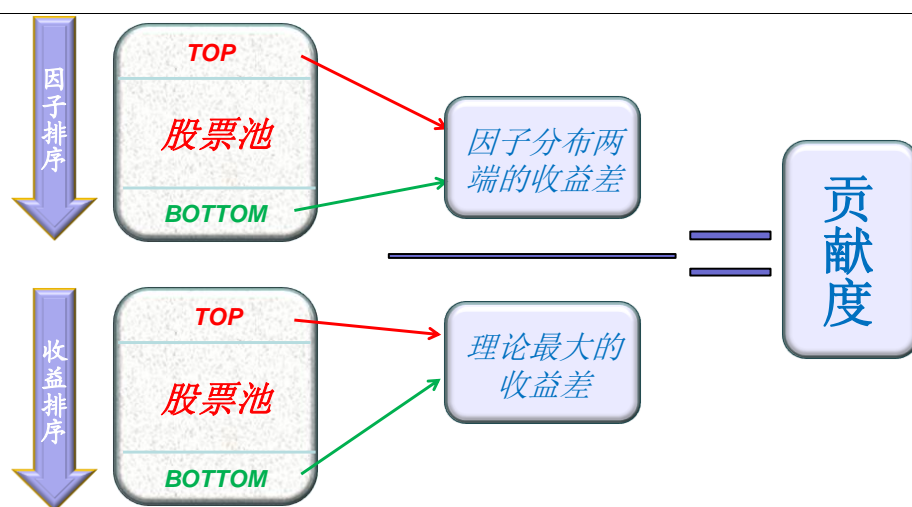 因子排序
TOP
股票池
BOTTOM
因子分布两
端的收益差
贡献度
收益排序
TOP
股票池
BOTTOM
理论最大的
收益差